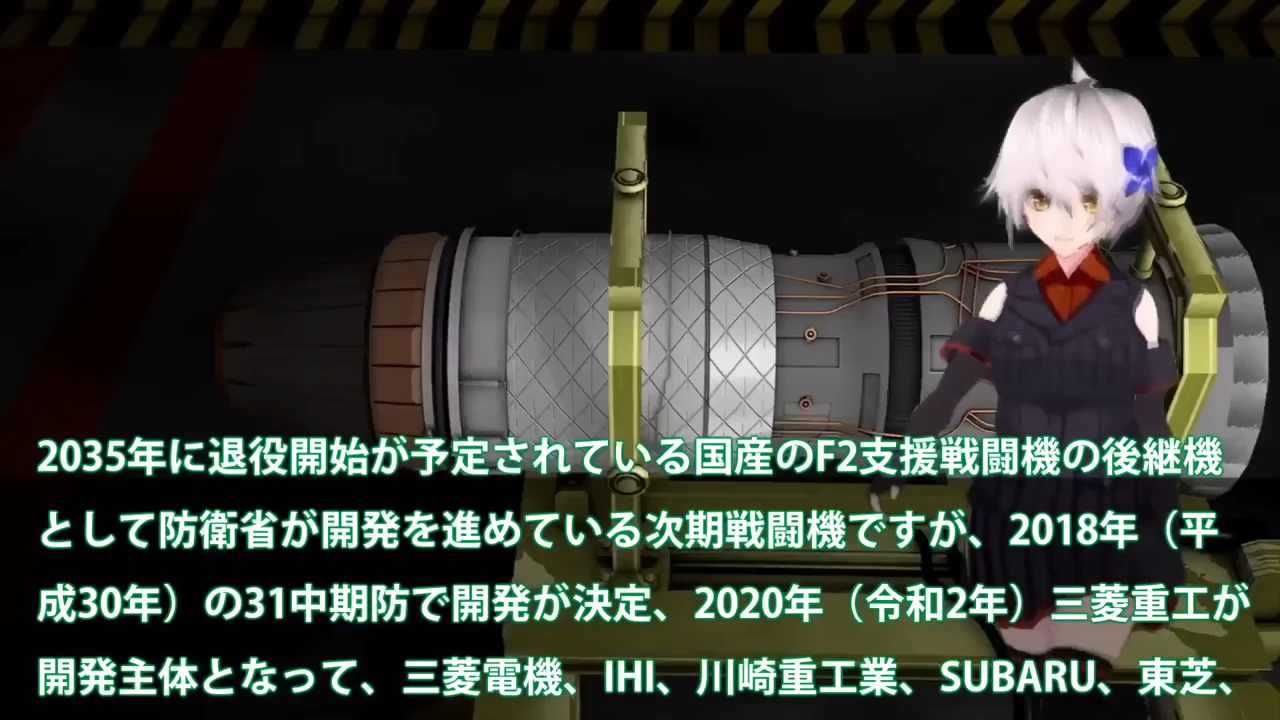 2035年に退役開始が予定されている国産のF2支援戦闘機の後継機
として防衛省が開発を進めている次期戦闘機ですが、2018年（平
成30年）の31中期防で開発が決定、2020年（令和2年）三菱重工が
開発主体となって、三菱電機、IHI、川崎重工業、SUBARU、東芝、